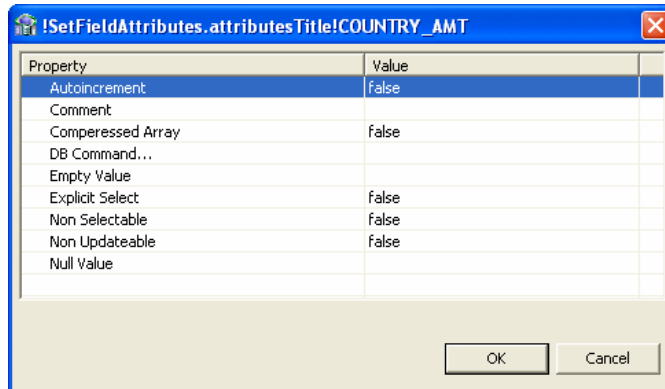 !SetFieldAttributes.attributesTitle!COUNTRY_AMT
Property Value
Autoincrement false
Comment
Comperessed Array false
DB Command...
Empty Value
Explicit Select false
Non Selectable false
Non Updateable false
Null Value
OK Cancel